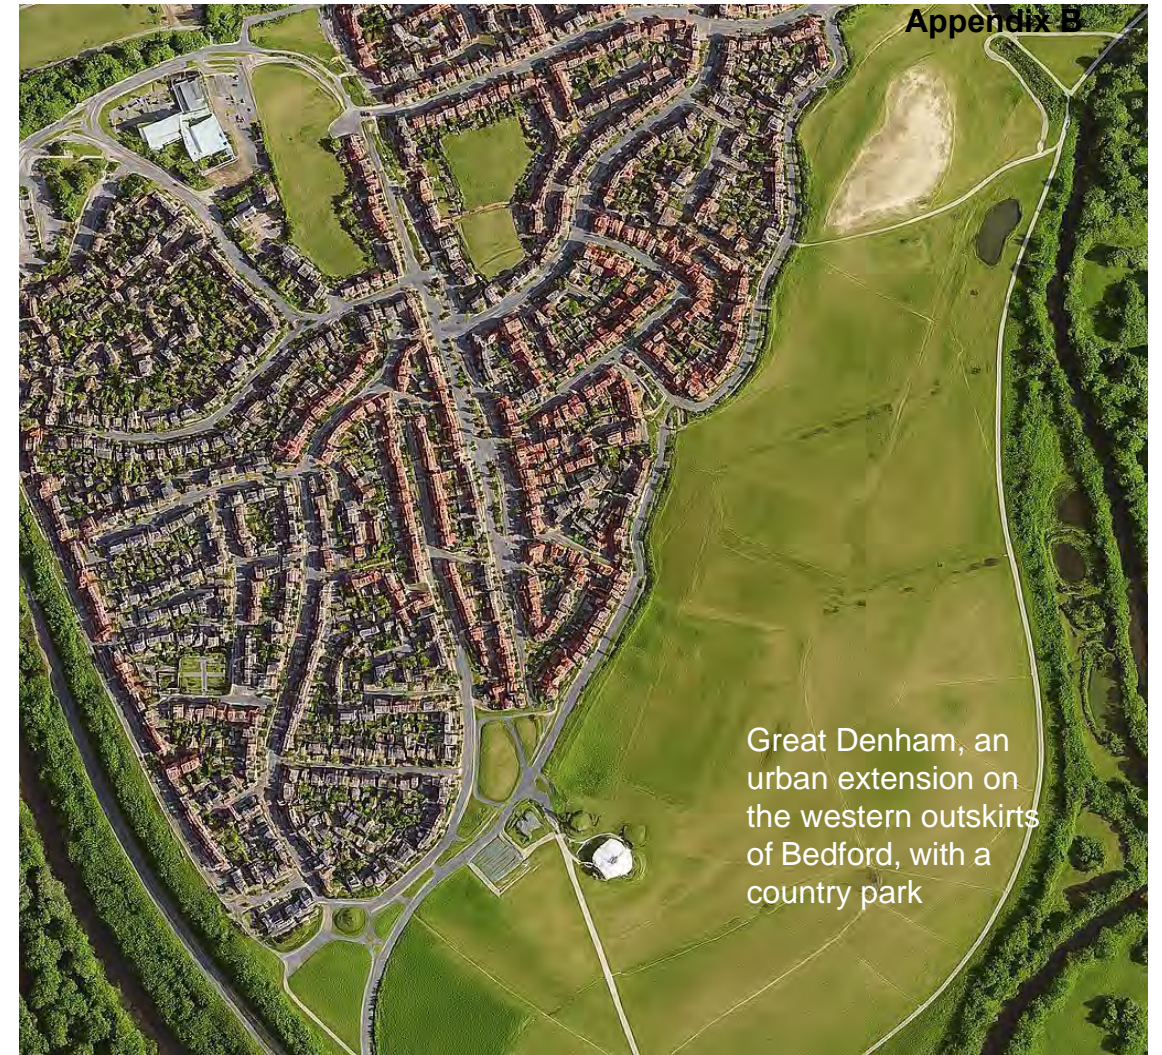 Appendix B
Great Denham, an
urban extension on
the western outskirts
of Bedford, with a
country park